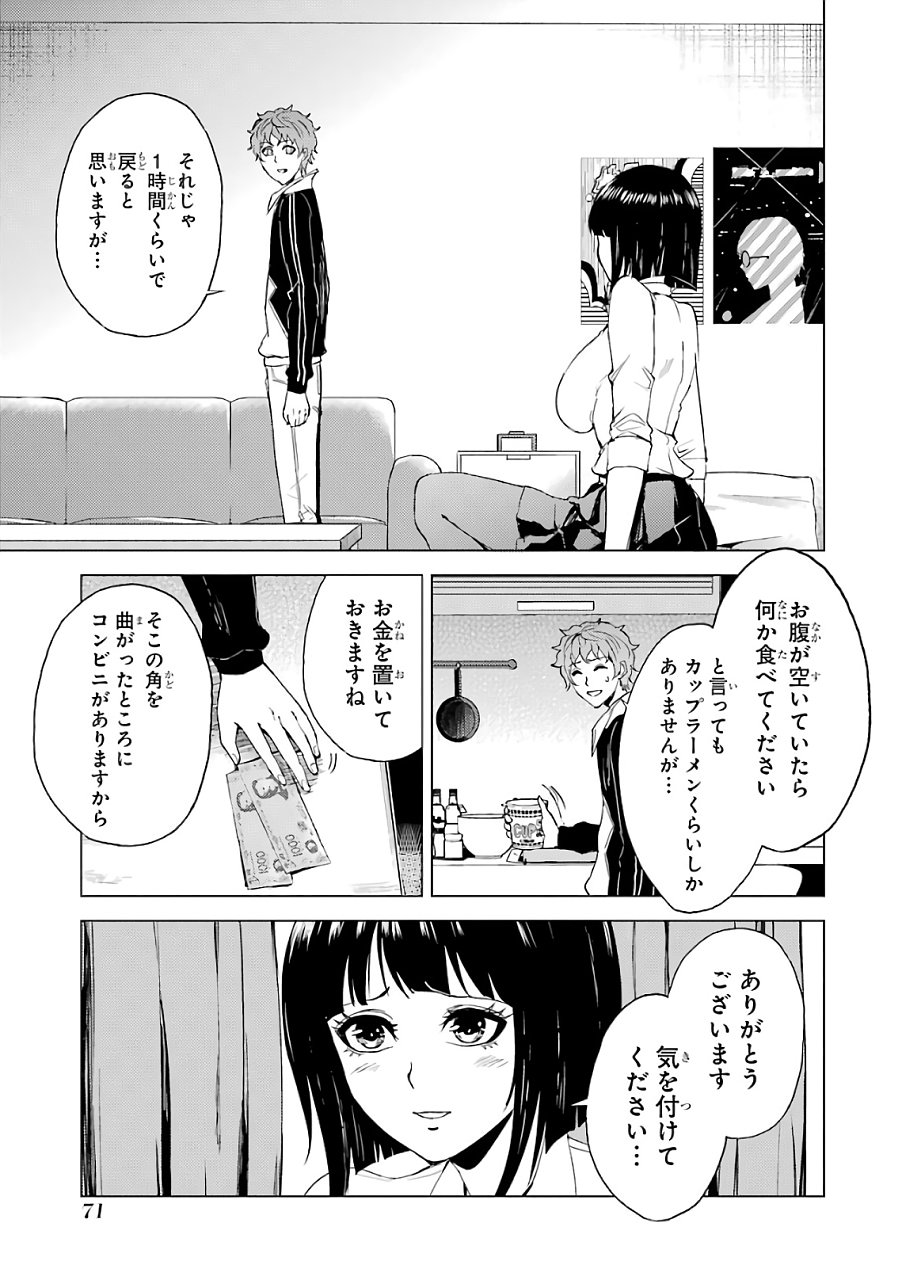 それじゃ
1時間くらいで
戻ると
思いますが…
お腹が空いていたら
何か食べてください
と言っても
カップラーメンくらいしか
ありませんが…
CUP
お金を置いて
おきますね
そこの角を
曲がったところに
コンビニがありますから
1000
1000
ありがとう
ございます
気を付けて
ください…
71